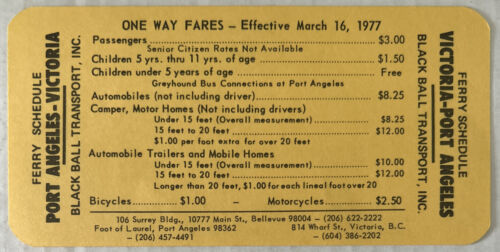 FERRY SCHEDULE
PORT ANGELES-VICTORIA
BLACK BALL TRANSPORT, INC.
ONE WAY FARES — Effective March 16, 1977
Passengers........$3.00
Senior Citizen Rates Not Available
Children 5 yrs. thru 11 yrs. of age........$1.50
Children under 5 years of age........Free
Greyhound Bus Connections at Port Angeles
Automobiles (not including driver)........$8.25
Camper, Motor Homes (Not including drivers)
Under 15 feet (Overall measurement)........$8.25
15 feet to 20 feet........$12.00
$1.00 per foot extra for over 20 feet
Automobile Trailers and Mobile Homes
Under 15 feet (Overall measurement)........$10.00
15 feet to 20 feet........$12.00
Longer than 20 feet, $1.00 for each lineal foot over 20
Bicycles........$1.00 — Motorcycles........$2.50
106 Surrey Bldg., 10777 Main St., Bellevue 98004 — (206) 622-2222
Foot of Laurel, Port Angeles 98362 814 Wharf St., Victoria, B.C.
— (206) 457-4491 — (604) 386-2202
FERRY SCHEDULE
VICTORIA-PORT ANGELES
BLACK BALL TRANSPORT, INC.